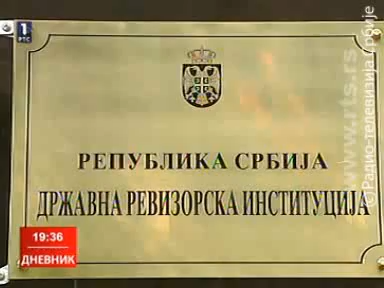 1
РТС
РЕПУБЛИКА СРБИЈА
ДРЖАВНА РЕВИЗОРСКА ИНСТИТУЦИЈА
19:36
ДНЕВНИК
www.rts.rs
©Радио-телевизија Србије